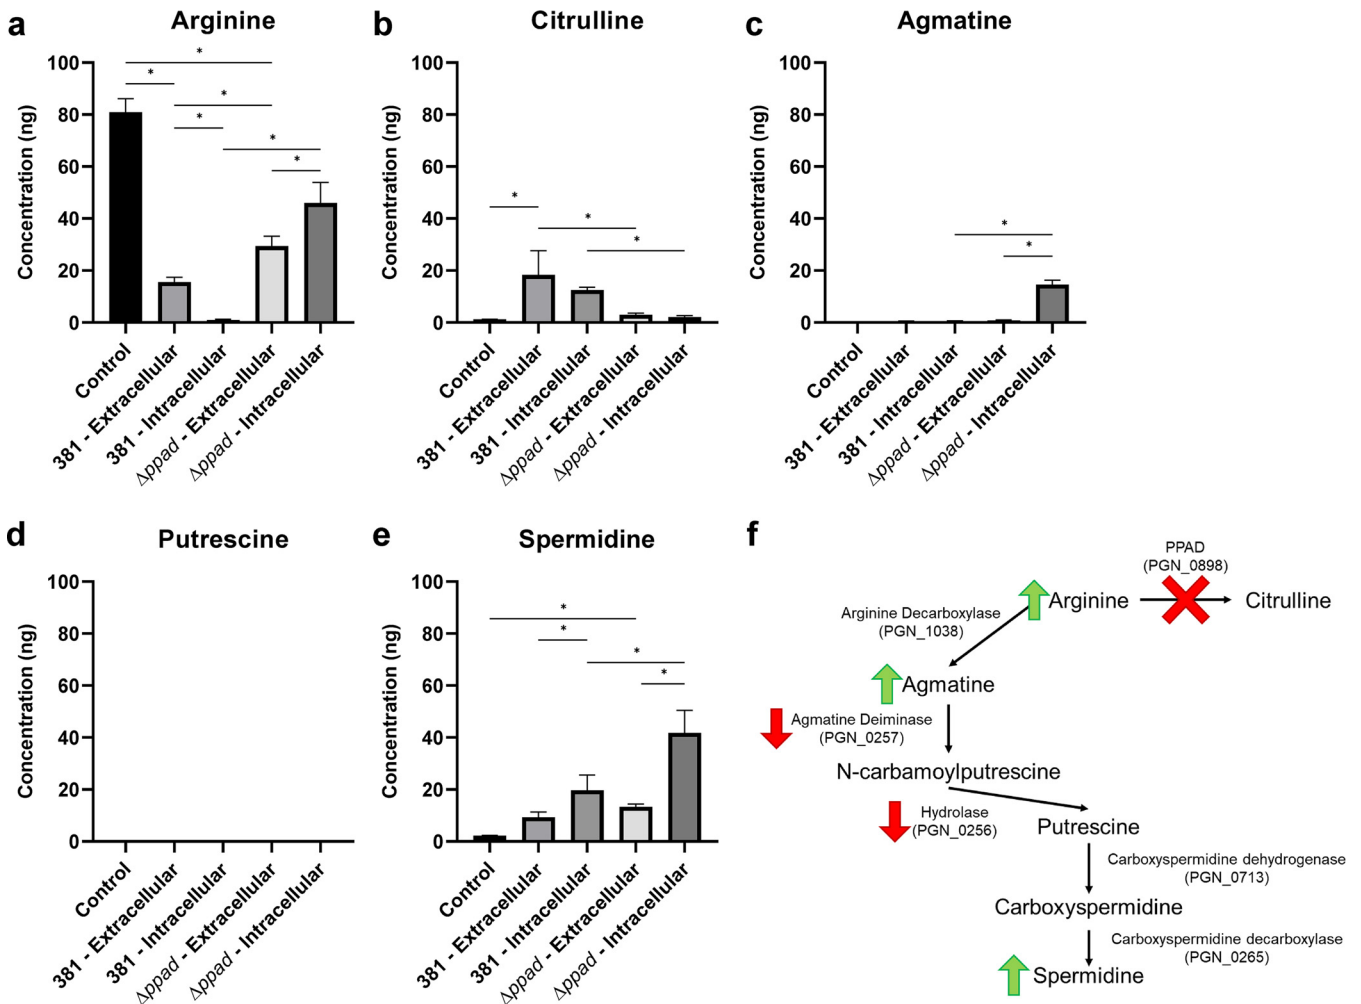 a
Arginine
Concentration (ng)
100
80
60
40
20
0
*
*
*
*
*
*
Control
381 - Extracellular
381 - Intracellular
Δppad - Extracellular
Δppad - Intracellular
b
Citrulline
Concentration (ng)
100
80
60
40
20
0
*
*
*
Control
381 - Extracellular
381 - Intracellular
Δppad - Extracellular
Δppad - Intracellular
c
Agmatine
Concentration (ng)
100
80
60
40
20
0
*
*
Control
381 - Extracellular
381 - Intracellular
Δppad - Extracellular
Δppad - Intracellular
d
Putrescine
Concentration (ng)
100
80
60
40
20
0
Control
381 - Extracellular
381 - Intracellular
Δppad - Extracellular
Δppad - Intracellular
e
Spermidine
Concentration (ng)
100
80
60
40
20
0
*
*
*
*
Control
381 - Extracellular
381 - Intracellular
Δppad - Extracellular
Δppad - Intracellular
f
PPAD
(PGN_0898)
Arginine
Citrulline
Arginine Decarboxylase
(PGN_1038)
Agmatine
Agmatine Deiminase
(PGN_0257)
N-carbamoylputrescine
Hydrolase
(PGN_0256)
Putrescine
Carboxyspermidine dehydrogenase
(PGN_0713)
Carboxyspermidine
Carboxyspermidine decarboxylase
(PGN_0265)
Spermidine